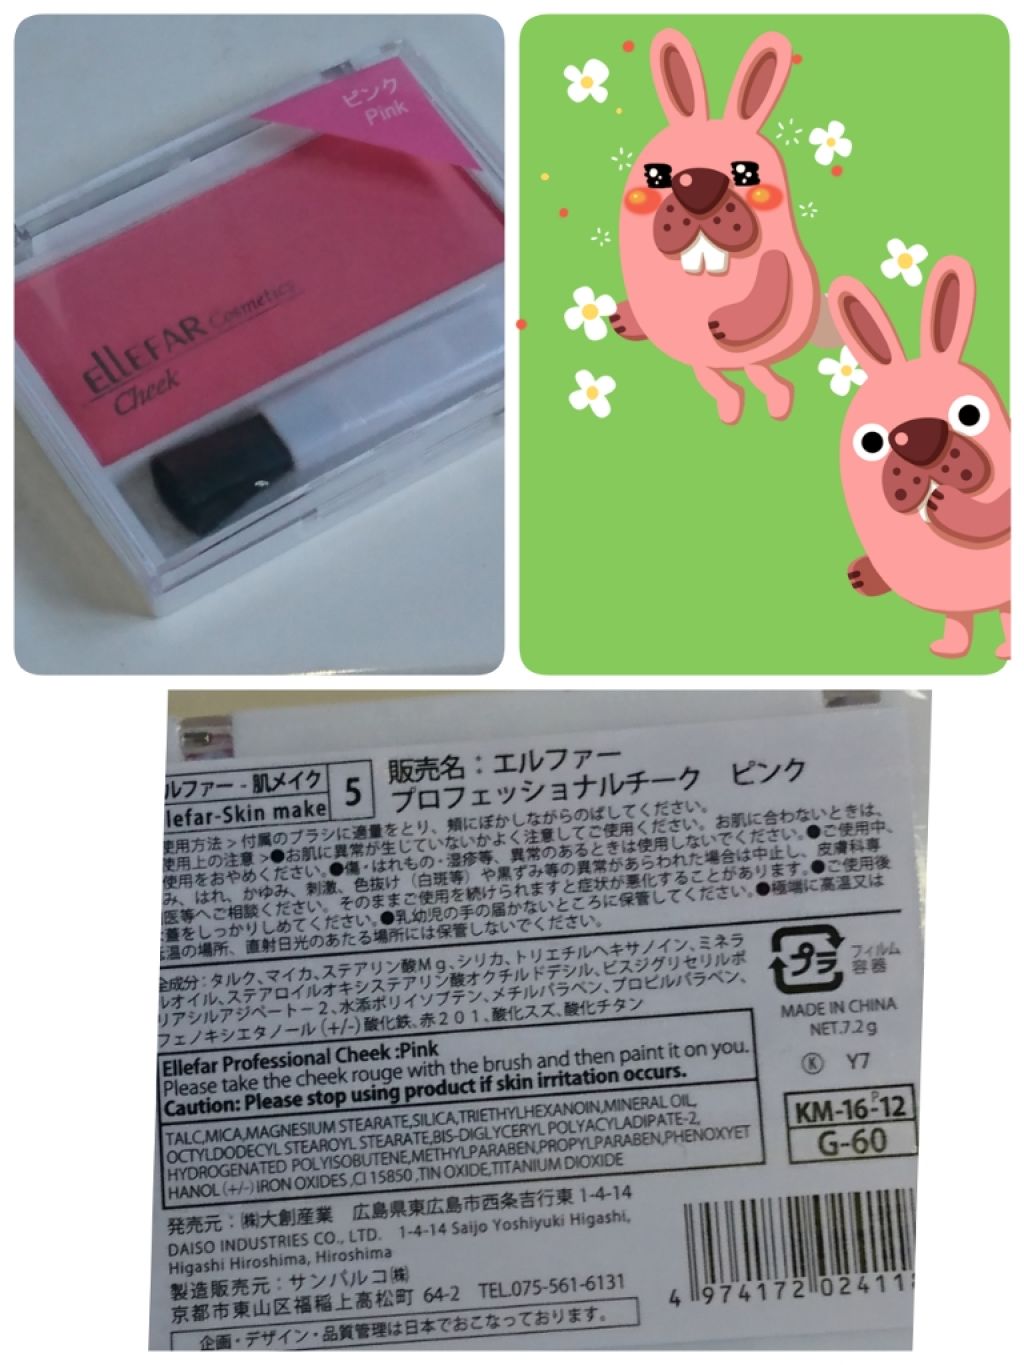 ピンク
Pink
ELLEFAR Cosmetics
Cheek
ルファー - 肌メイク
lefar-Skin make
5
販売名：エルファー
プロフェッショナルチーク　ピンク
使用方法 > 付属のブラシに適量をとり、頬にぼかしながらのばしてください。
使用上の注意 >●お肌に異常が生じていないかよく注意してご使用ください。お肌に合わないときは、
使用をおやめください。●傷・はれもの・湿疹等、異常のあるときは使用しないでください。●ご使用中、
み、はれ、かゆみ、刺激、色抜け（白斑等）や黒ずみ等の異常があらわれた場合は中止し、皮膚科専
医等へご相談ください。そのままご使用を続けられますと症状が悪化することがあります。●ご使用後
蓋をしっかりしめてください。●乳幼児の手の届かないところに保管してください。●極端に高温又は
温の場所、直射日光のあたる場所には保管しないでください。
全成分：タルク、マイカ、ステアリン酸Ｍｇ、シリカ、トリエチルヘキサノイン、ミネラ
ルオイル、ステアロイルオキシステアリン酸オクチルドデシル、ビスジグリセリルポ
リアシルアジペート－２、水添ポリイソブテン、メチルパラベン、プロピルパラベン、
フェノキシエタノール (+/-) 酸化鉄、赤２０１、酸化スズ、酸化チタン
プラ
フィルム
容器
MADE IN CHINA
NET.7.2g
Ⓚ Y7
KM-16-P-12
G-60
Ellefar Professional Cheek :Pink
Please take the cheek rouge with the brush and then paint it on you.
Caution: Please stop using product if skin irritation occurs.
TALC,MICA,MAGNESIUM STEARATE,SILICA,TRIETHYLHEXANOIN,MINERAL OIL,
OCTYLDODECYL STEAROYL STEARATE,BIS-DIGLYCERYL POLYACYLADIPATE-2,
HYDROGENATED POLYISOBUTENE,METHYLPARABEN,PROPYLPARABEN,PHENOXYET
HANOL (+/-) IRON OXIDES ,CI 15850 ,TIN OXIDE,TITANIUM DIOXIDE
発売元：㈱大創産業　広島県東広島市西条吉行東 1-4-14
DAISO INDUSTRIES CO., LTD.　1-4-14 Saijo Yoshiyuki Higashi,
Higashi Hiroshima, Hiroshima
製造販売元：サンパルコ㈱
京都市東山区福稲上高松町 64-2　TEL.075-561-6131
企画・デザイン・品質管理は日本でおこなっております。
4 974172 02411